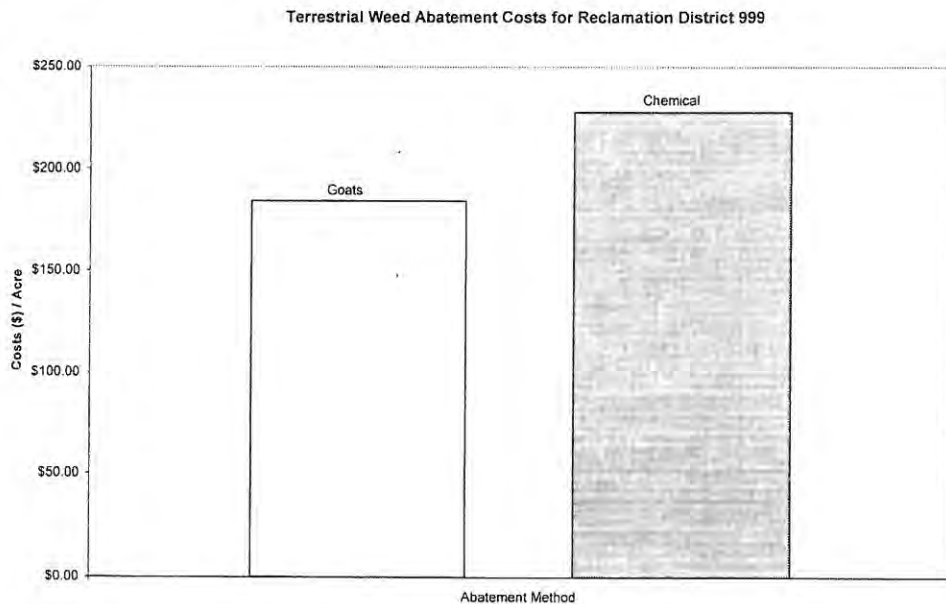 Terrestrial Weed Abatement Costs for Reclamation District 999
$250.00
Chemical
$200.00
Goats
$150.00
Costs ($) / Acre
$100.00
$50.00
$0.00
Abatement Method